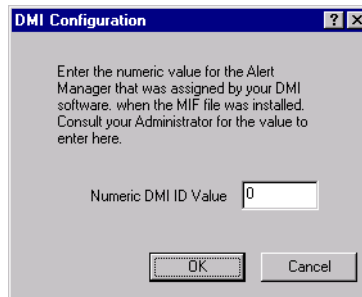 DMI Configuration
Enter the numeric value for the Alert
Manager that was assigned by your DMI
software. when the MIF file was installed.
Consult your Administrator for the value to
enter here.
Numeric DMI ID Value 0
OK Cancel